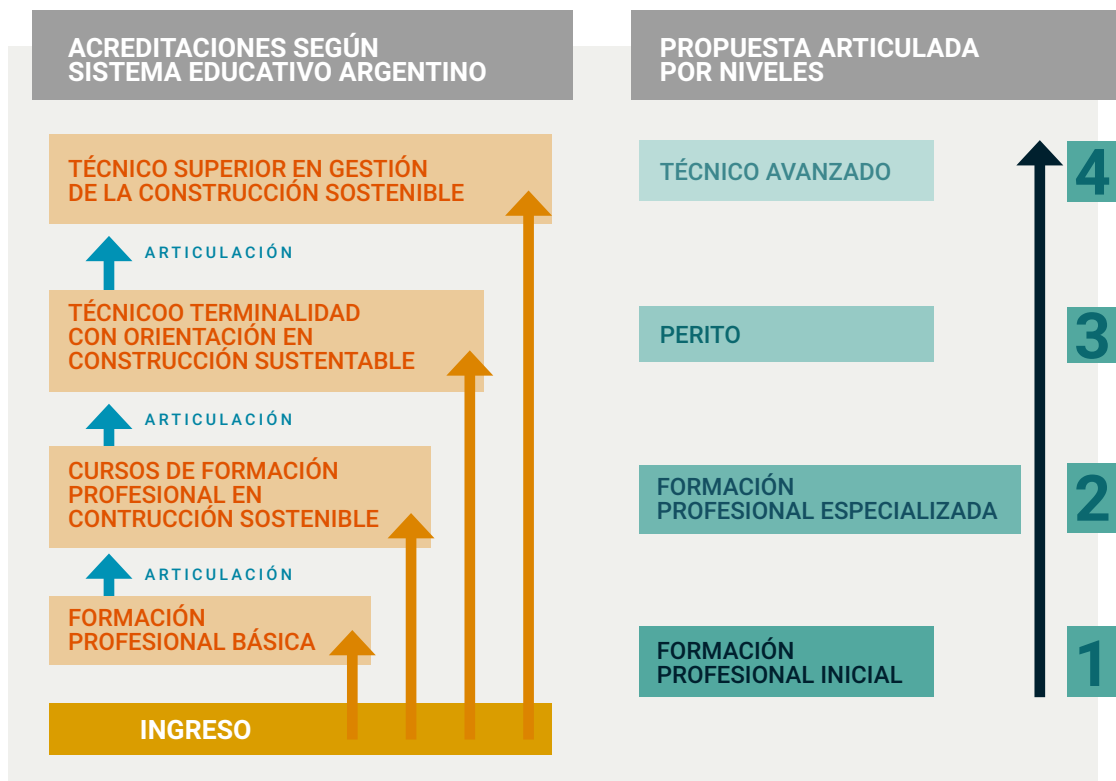 ACREDITACIONES SEGÚN
SISTEMA EDUCATIVO ARGENTINO
TÉCNICO SUPERIOR EN GESTIÓN
DE LA CONSTRUCCIÓN SOSTENIBLE
ARTICULACIÓN
TÉCNICOO TERMINALIDAD
CON ORIENTACIÓN EN
CONSTRUCCIÓN SUSTENTABLE
ARTICULACIÓN
CURSOS DE FORMACIÓN
PROFESIONAL EN
CONTRUCCIÓN SOSTENIBLE
ARTICULACIÓN
FORMACIÓN
PROFESIONAL BÁSICA
INGRESO
PROPUESTA ARTICULADA
POR NIVELES
TÉCNICO AVANZADO
4
PERITO
3
FORMACIÓN
PROFESIONAL ESPECIALIZADA
2
FORMACIÓN
PROFESIONAL INICIAL
1